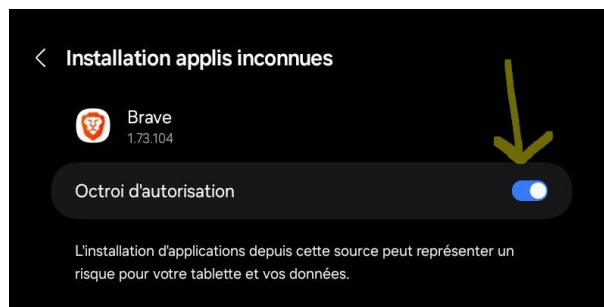 Installation applis inconnues
Brave
1.73.104
Octroi d'autorisation
L'installation d'applications depuis cette source peut représenter un
risque pour votre tablette et vos données.